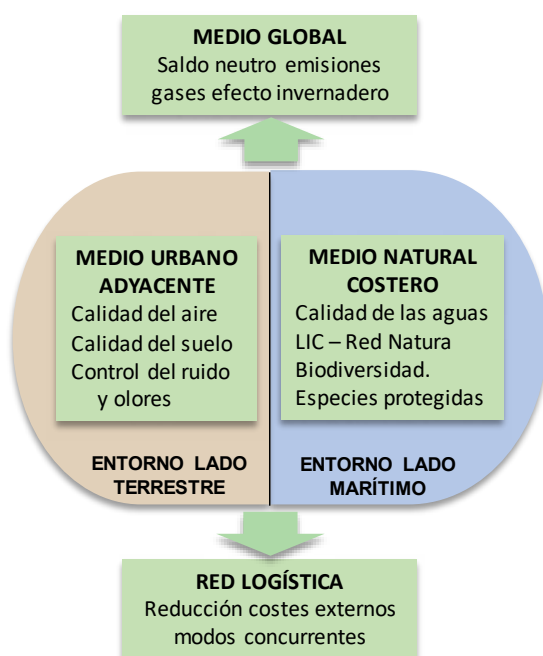 MEDIO GLOBAL
Saldo neutro emisiones
gases efecto invernadero
MEDIO URBANO
ADYACENTE
Calidad del aire
Calidad del suelo
Control del ruido
y olores
MEDIO NATURAL
COSTERO
Calidad de las aguas
LIC – Red Natura
Biodiversidad.
Especies protegidas
ENTORNO LADO
TERRESTRE
ENTORNO LADO
MARÍTIMO
RED LOGÍSTICA
Reducción costes externos
modos concurrentes